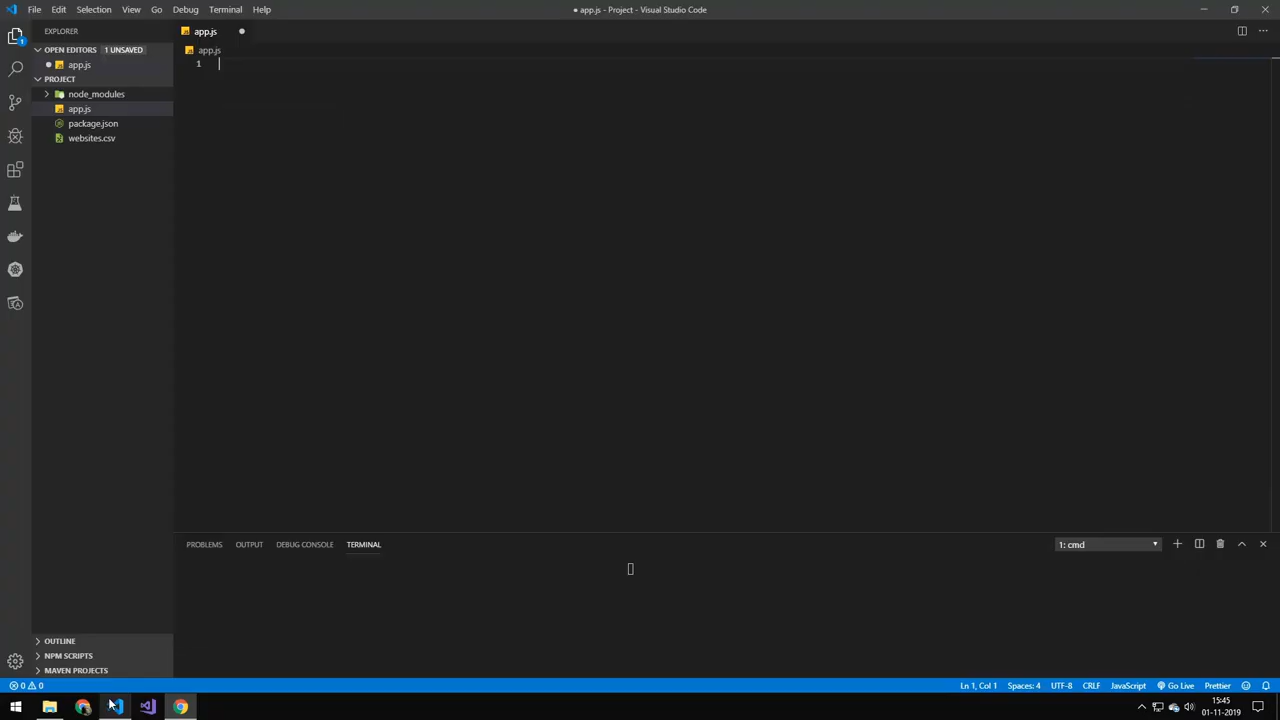 File Edit Selection View Go Debug Terminal Help
● app.js - Project - Visual Studio Code
EXPLORER
app.js
OPEN EDITORS 1 UNSAVED
app.js
app.js
1
PROJECT
node_modules
app.js
package.json
websites.csv
PROBLEMS OUTPUT DEBUG CONSOLE TERMINAL
1: cmd
OUTLINE
NPM SCRIPTS
MAVEN PROJECTS
0 0
Ln 1, Col 1 Spaces: 4 UTF-8 CRLF JavaScript Go Live Prettier
15:45
01-11-2019